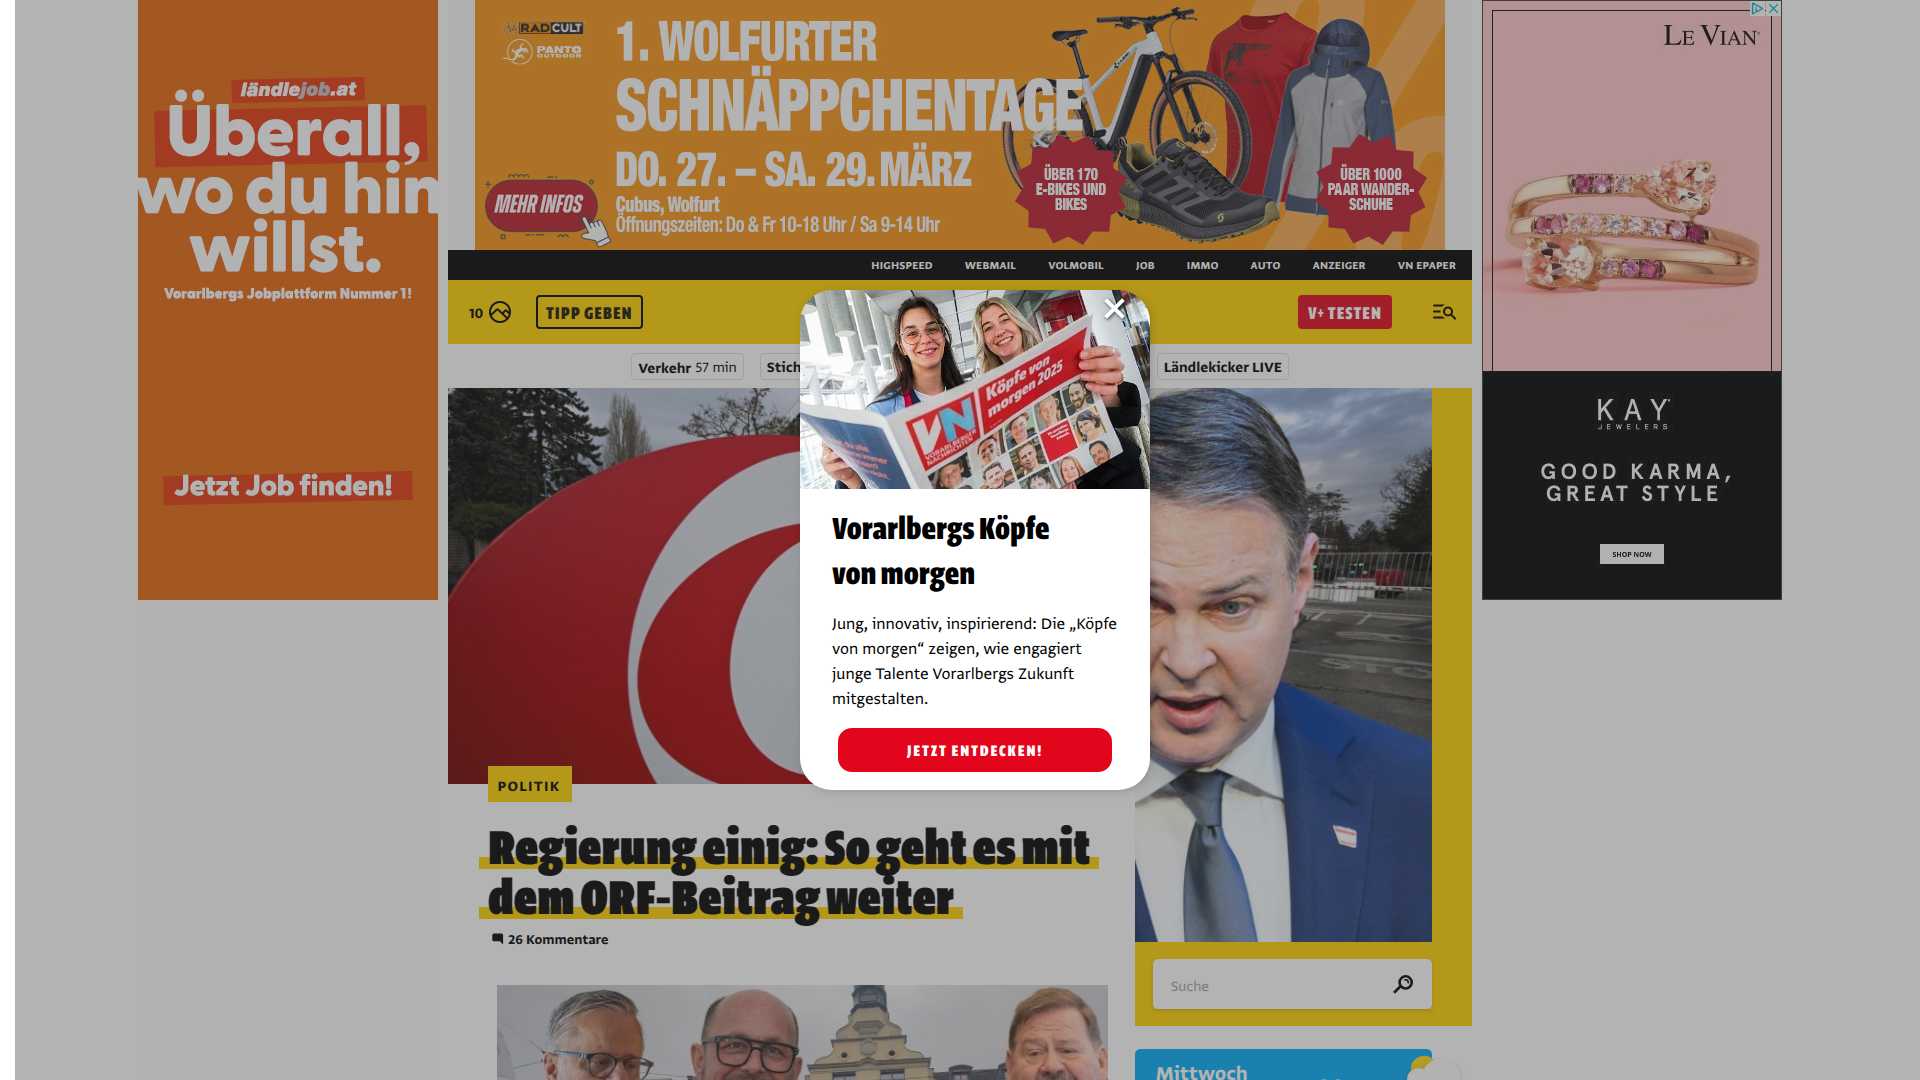 ländlejob.at
Überall,
wo du hin
willst.
Vorarlbergs Jobplattform Nummer 1!
Jetzt Job finden!
RADCULT
PANTO
OUTDOOR
1. WOLFURTER
SCHNÄPPCHENTAGE
DO. 27. – SA. 29. MÄRZ
Cubus, Wolfurt
Öffnungszeiten: Do & Fr 10-18 Uhr / Sa 9-14 Uhr
MEHR INFOS
ÜBER 170
E-BIKES UND
BIKES
ÜBER 1000
PAAR WANDER-
SCHUHE
LE VIAN
KAY
JEWELERS
GOOD KARMA,
GREAT STYLE
SHOP NOW
HIGHSPEED WEBMAIL VOLMOBIL JOB IMMO AUTO ANZEIGER VN EPAPER
10 TIPP GEBEN V+ TESTEN
Verkehr 57 min Stich Ländlekicker LIVE
Köpfe von
morgen 2025
VN
VORARLBERGER
NACHRICHTEN
Vorarlbergs Köpfe
von morgen
Jung, innovativ, inspirierend: Die „Köpfe
von morgen“ zeigen, wie engagiert
junge Talente Vorarlbergs Zukunft
mitgestalten.
JETZT ENTDECKEN!
POLITIK
Regierung einig: So geht es mit
dem ORF-Beitrag weiter
26 Kommentare
Suche
Mittwoch